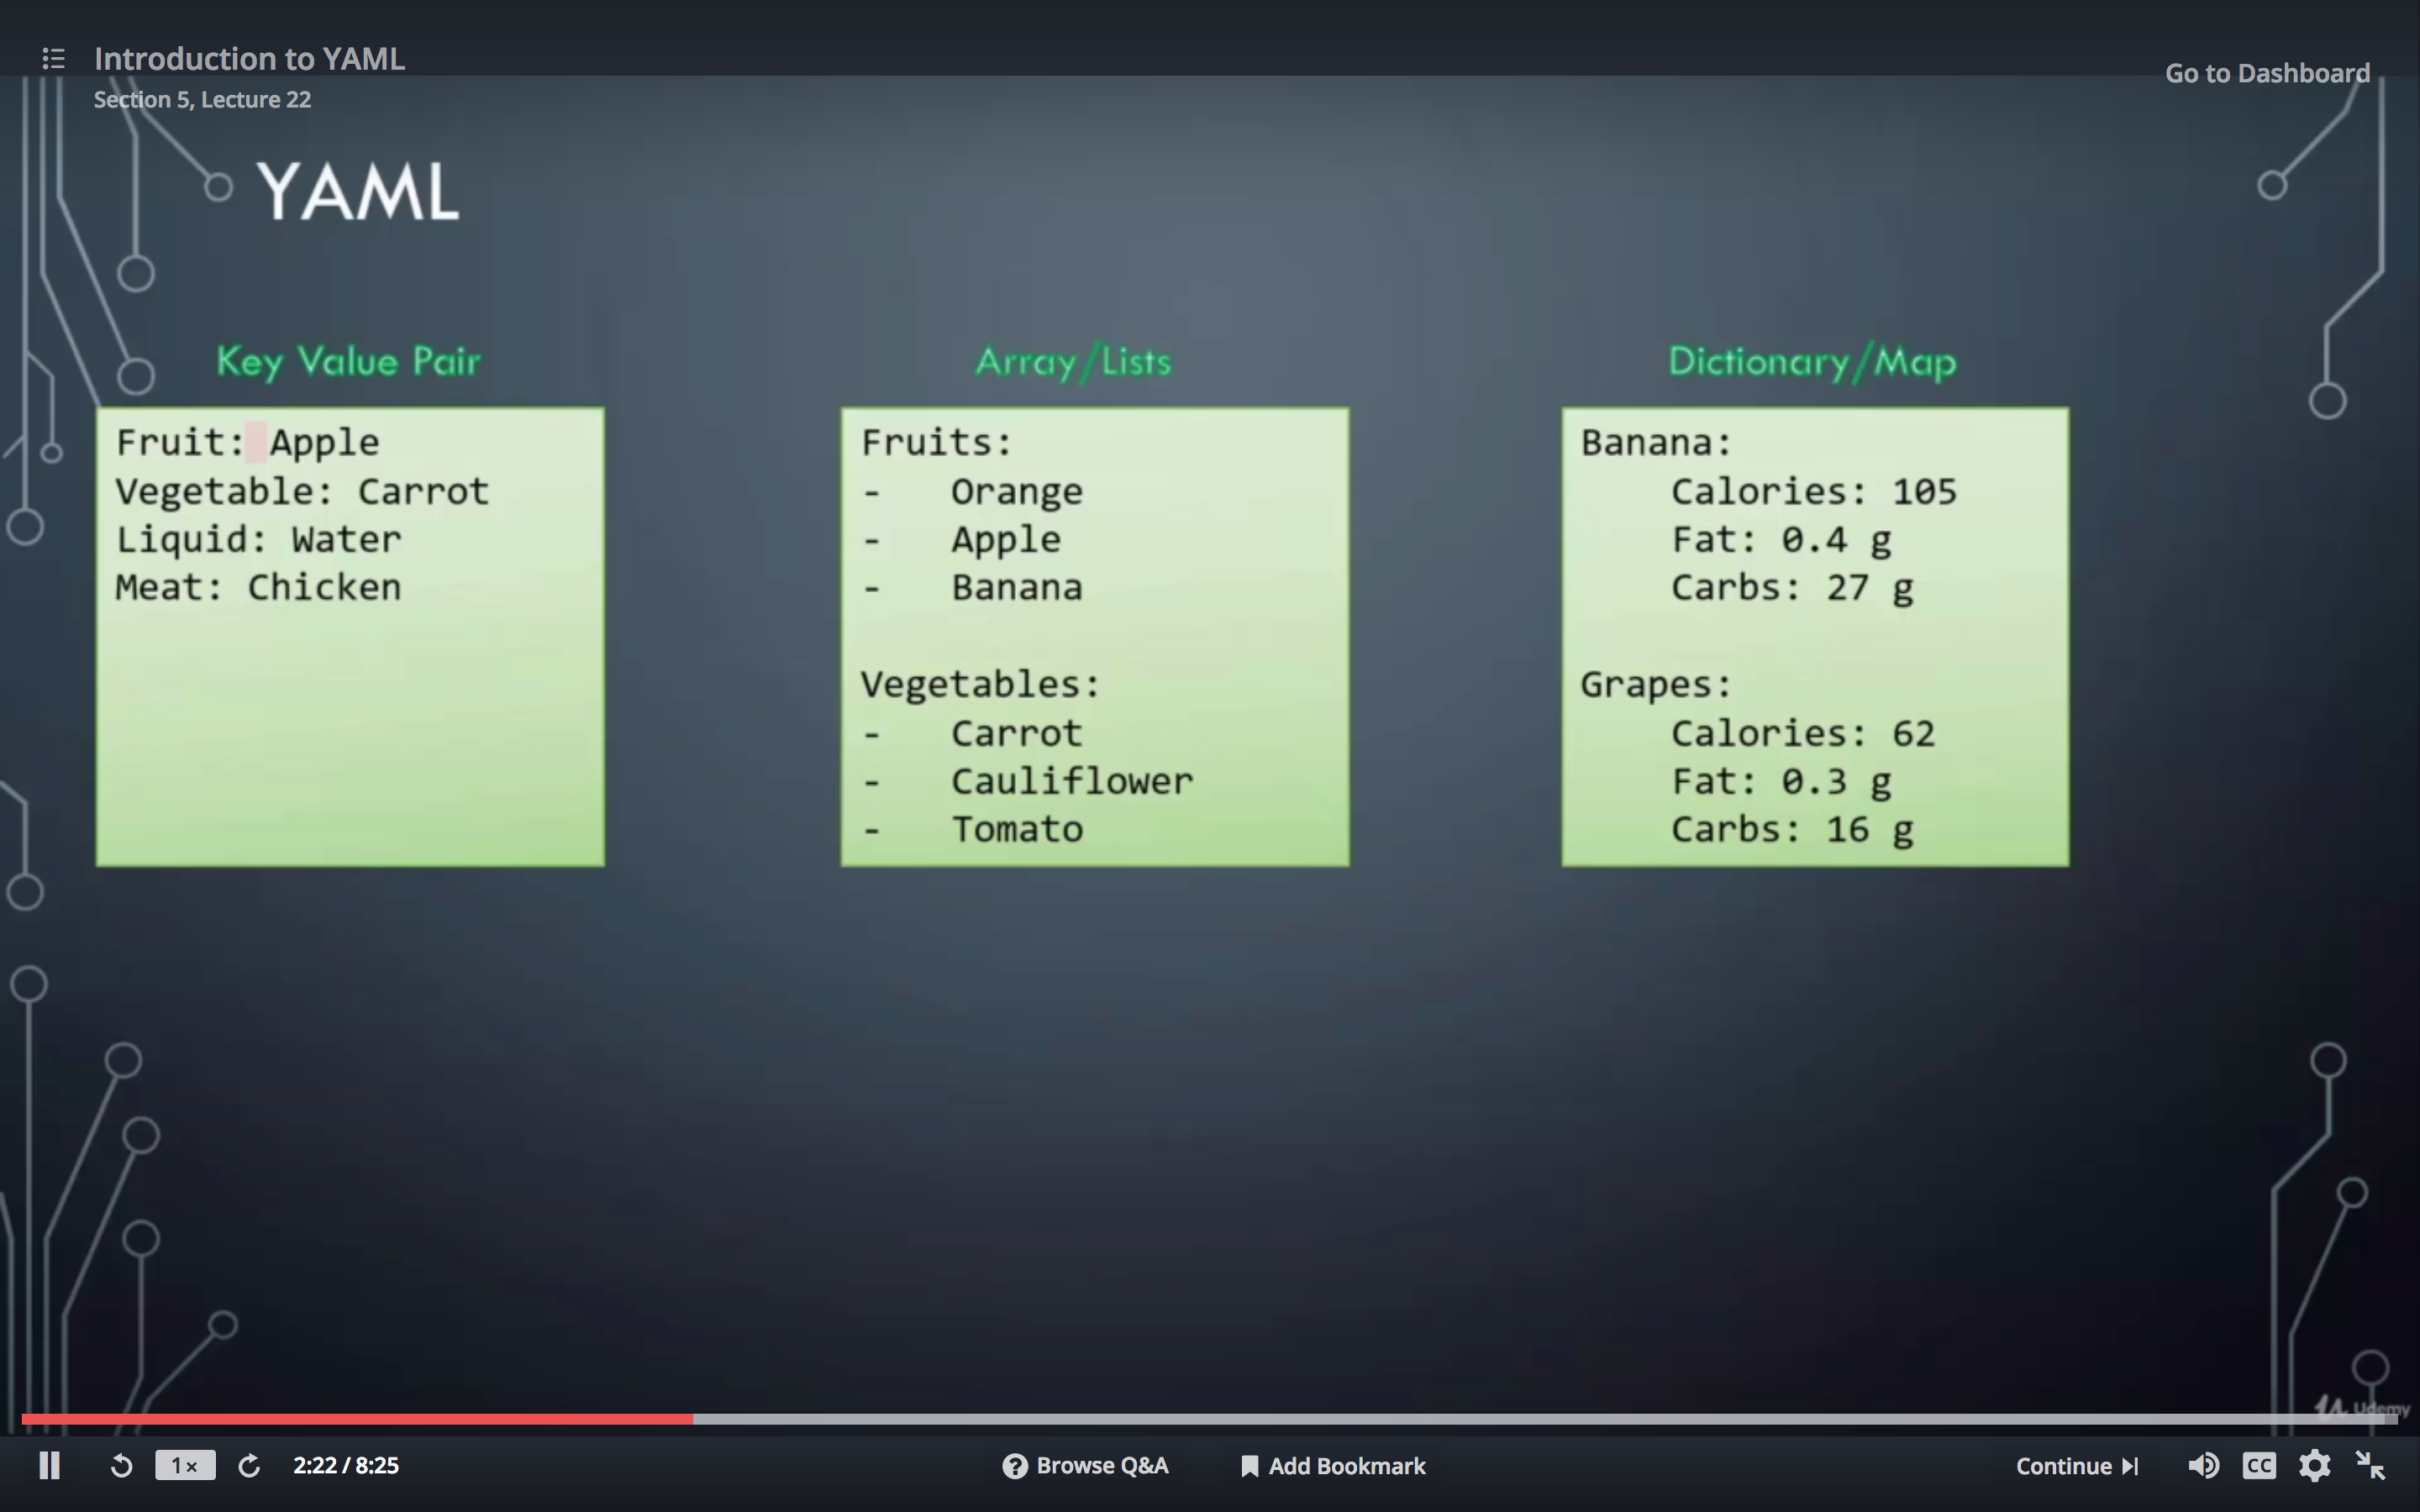 Introduction to YAML
Go to Dashboard
Section 5, Lecture 22
YAML
Key Value Pair
Fruit: Apple
Vegetable: Carrot
Liquid: Water
Meat: Chicken
Array/Lists
Fruits:
- Orange
- Apple
- Banana
Vegetables:
- Carrot
- Cauliflower
- Tomato
Dictionary/Map
Banana:
Calories: 105
Fat: 0.4 g
Carbs: 27 g
Grapes:
Calories: 62
Fat: 0.3 g
Carbs: 16 g
Udemy
1×
2:22 / 8:25
? Browse Q&A
Add Bookmark
Continue
CC